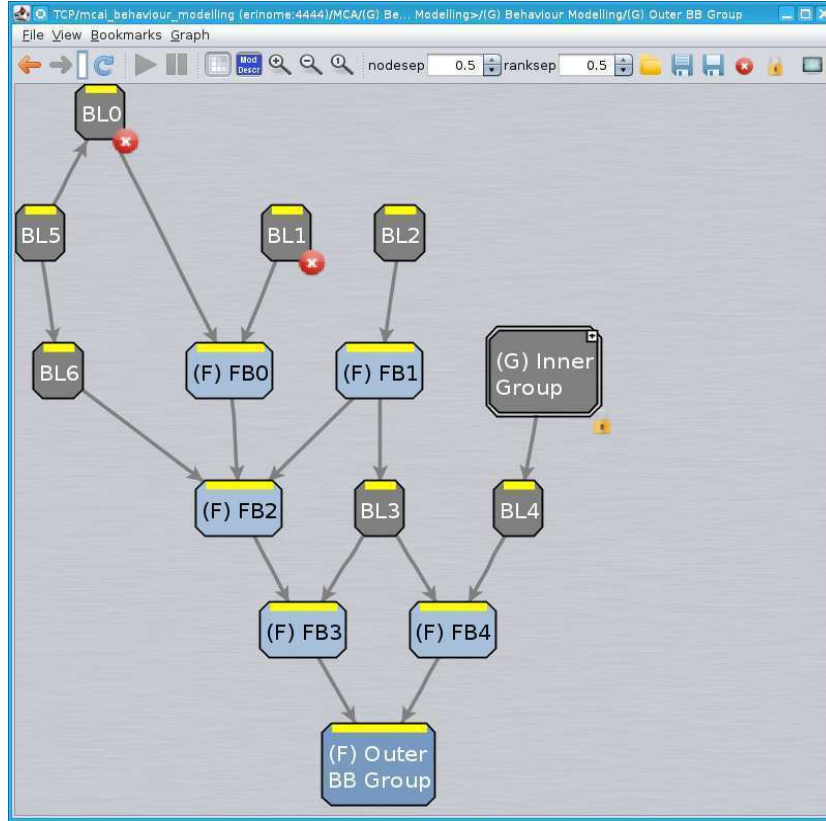 TCP/mcal_behaviour_modelling (erinome:4444)/MCA/(G) Be... Modelling>/(G) Behaviour Modelling/(G) Outer BB Group
File View Bookmarks Graph
Mod Descr nodesep 0.5 ranksep 0.5
BL0
BL5 BL1 BL2
BL6 (F) FB0 (F) FB1 (G) Inner
Group
(F) FB2 BL3 BL4
(F) FB3 (F) FB4
(F) Outer
BB Group